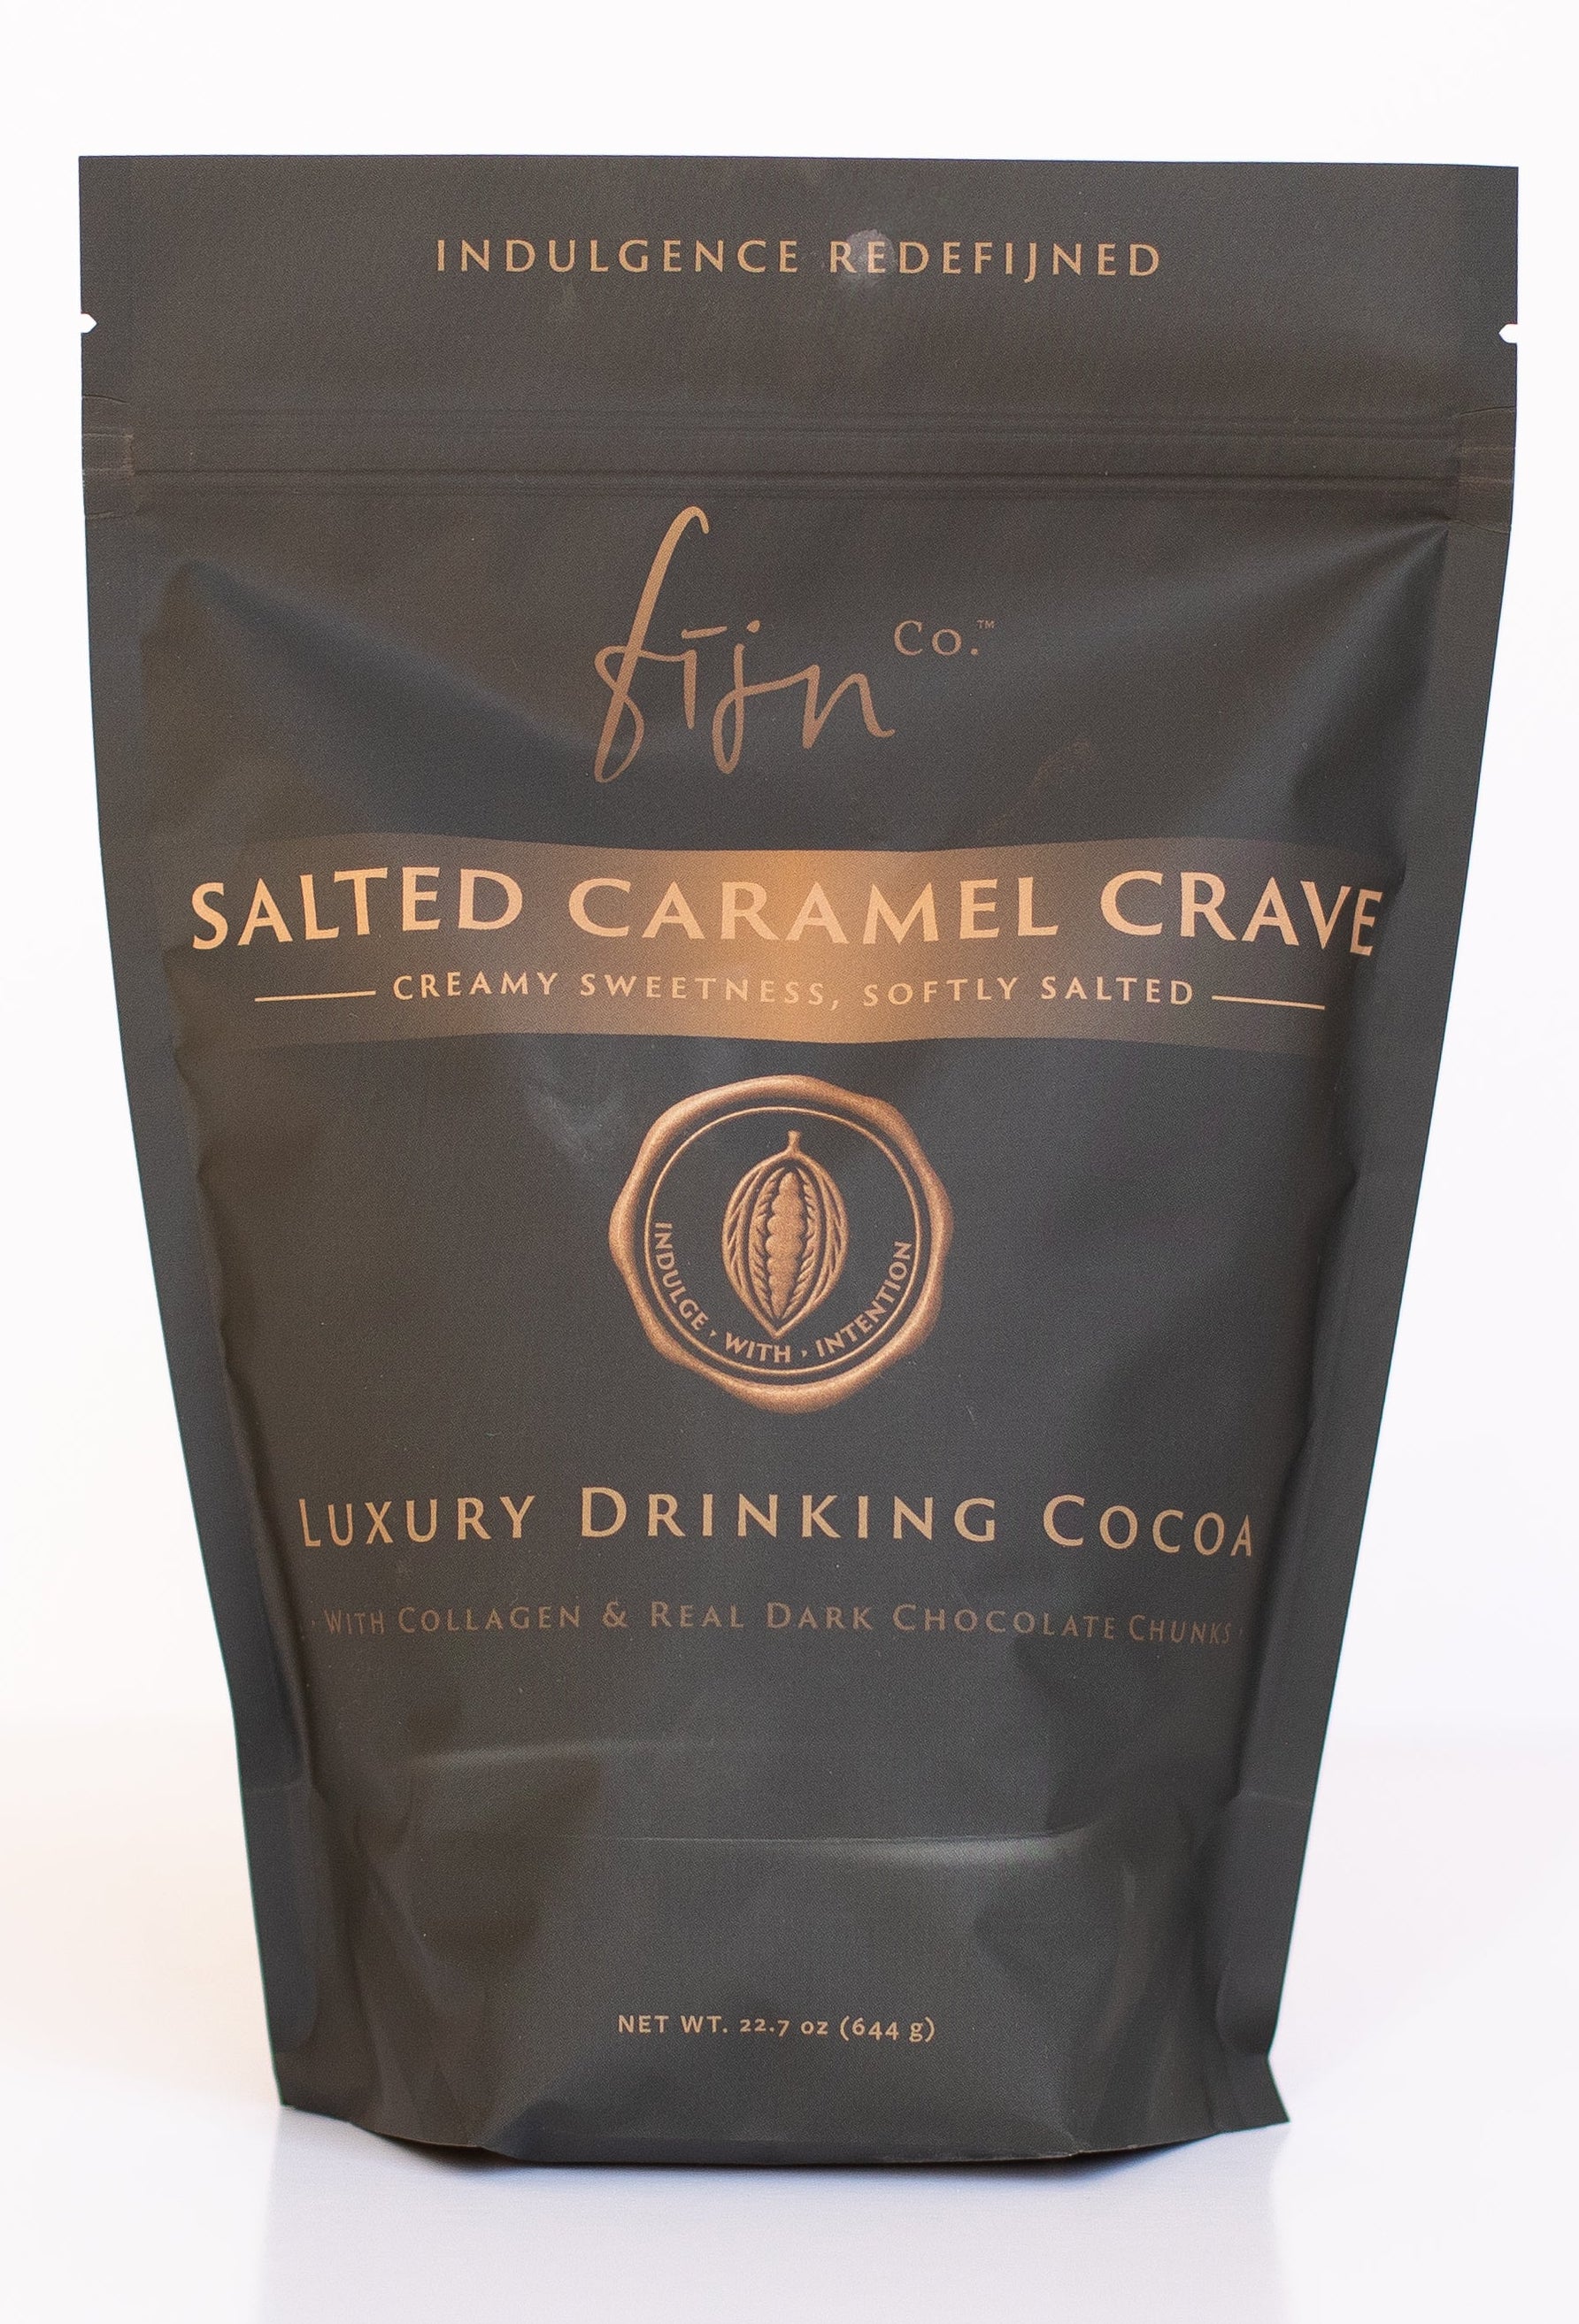 INDULGENCE REDEFIJNED
fījn Co.™
SALTED CARAMEL CRAVE
CREAMY SWEETNESS, SOFTLY SALTED
INDULGE · WITH · INTENTION
LUXURY DRINKING COCOA
· WITH COLLAGEN & REAL DARK CHOCOLATE CHUNKS ·
NET WT. 22.7 oz (644 g)